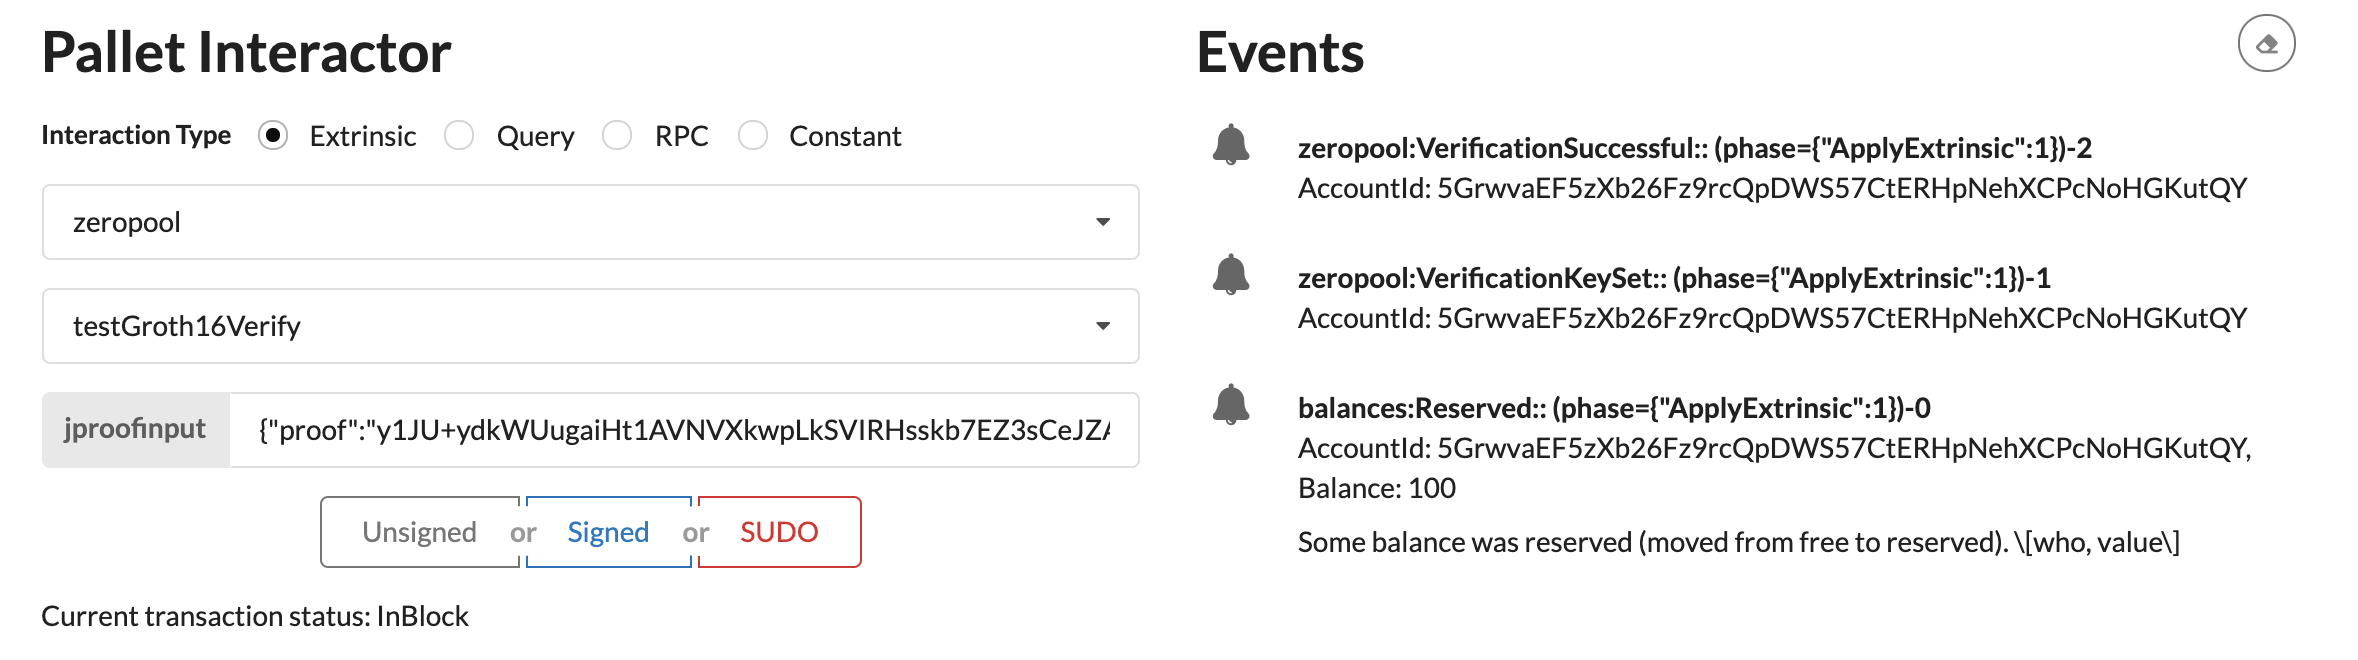 Pallet Interactor
Interaction Type Extrinsic Query RPC Constant
zeropool
testGroth16Verify
jproofinput {"proof":"y1JU+ydkWUugaiHt1AVNVXkwpLkSVIRHsskb7EZ3sCeJZA
Unsigned or Signed or SUDO
Current transaction status: InBlock
Events
zeropool:VerificationSuccessful:: (phase={"ApplyExtrinsic":1})-2
AccountId: 5GrwvaEF5zXb26Fz9rcQpDWS57CtERHpNehXCPcNoHGKutQY
zeropool:VerificationKeySet:: (phase={"ApplyExtrinsic":1})-1
AccountId: 5GrwvaEF5zXb26Fz9rcQpDWS57CtERHpNehXCPcNoHGKutQY
balances:Reserved:: (phase={"ApplyExtrinsic":1})-0
AccountId: 5GrwvaEF5zXb26Fz9rcQpDWS57CtERHpNehXCPcNoHGKutQY,
Balance: 100
Some balance was reserved (moved from free to reserved). \[who, value\]